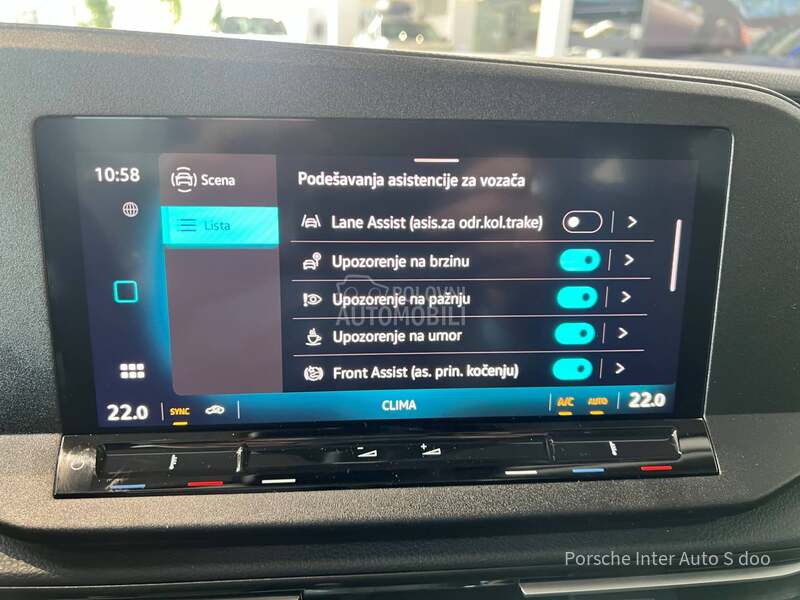 10:58
Scena
Lista
Podešavanja asistencije za vozača
Lane Assist (asis.za odr.kol.trake)
Upozorenje na brzinu
Upozorenje na pažnju
Upozorenje na umor
Front Assist (as. prin. kočenju)
POLOVNI
AUTOMOBILI
22.0
SYNC
CLIMA
A/C
AUTO
22.0
Porsche Inter Auto S doo